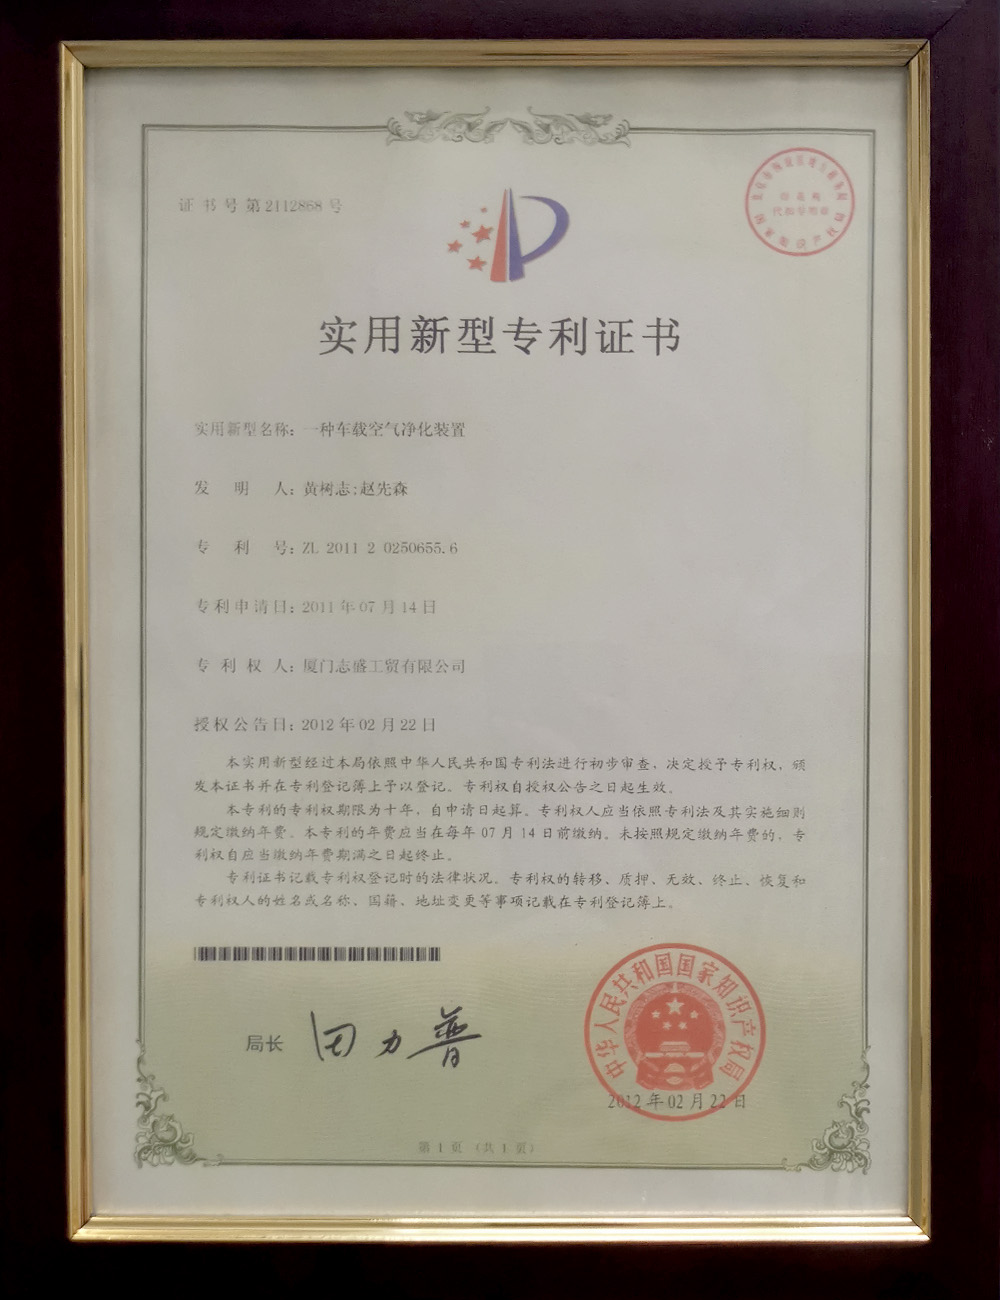 证书号第2112868号
实用新型专利证书
实用新型名称：一种车载空气净化装置
发明人：黄树志;赵先森
专利号：ZL 2011 2 0250655.6
专利申请日：2011年07月14日
专利权人：厦门志盛工贸有限公司
授权公告日：2012年02月22日
本实用新型经过本局依照中华人民共和国专利法进行初步审查，决定授予专利权，颁
发本证书并在专利登记簿上予以登记。专利权自授权公告之日起生效。
本专利的专利权期限为十年，自申请日起算。专利权人应当依照专利法及其实施细则
规定缴纳年费。本专利的年费应当在每年07月14日前缴纳。未按照规定缴纳年费的，专
利权自应当缴纳年费期满之日起终止。
专利证书记载专利权登记时的法律状况。专利权的转移、质押、无效、终止、恢复和
专利权人的姓名或名称、国籍、地址变更等事项记载在专利登记簿上。
局长
田力普
中华人民共和国国家知识产权局
2012年02月22日
第1页（共1页）